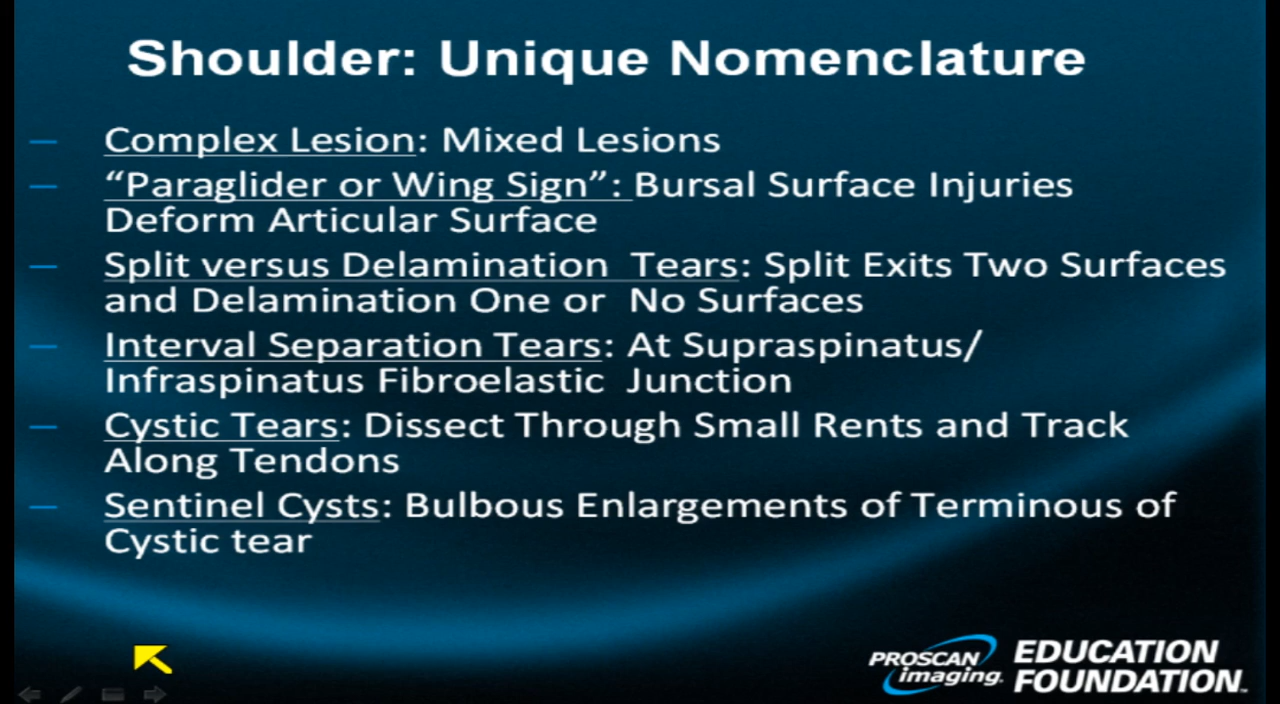 Shoulder: Unique Nomenclature
– Complex Lesion: Mixed Lesions
– “Paraglider or Wing Sign”: Bursal Surface Injuries
Deform Articular Surface
– Split versus Delamination Tears: Split Exits Two Surfaces
and Delamination One or No Surfaces
– Interval Separation Tears: At Supraspinatus/
Infraspinatus Fibroelastic Junction
– Cystic Tears: Dissect Through Small Rents and Track
Along Tendons
– Sentinel Cysts: Bulbous Enlargements of Terminous of
Cystic tear
PROSCAN
imaging.
EDUCATION
FOUNDATION™